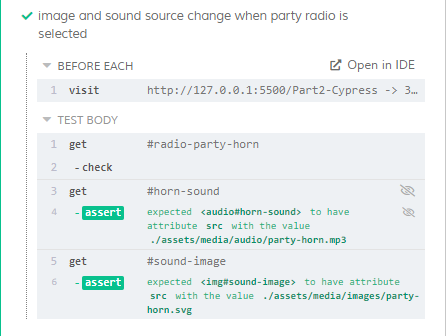 image and sound source change when party radio is
selected
BEFORE EACH
Open in IDE
1 visit http://127.0.0.1:5500/Part2-Cypress -> 3…
TEST BODY
1 get #radio-party-horn
2 -check
3 get #horn-sound
4 -assert expected <audio#horn-sound> to have
attribute src with the value
./assets/media/audio/party-horn.mp3
5 get #sound-image
6 -assert expected <img#sound-image> to have attribute
src with the value ./assets/media/images/party-
horn.svg